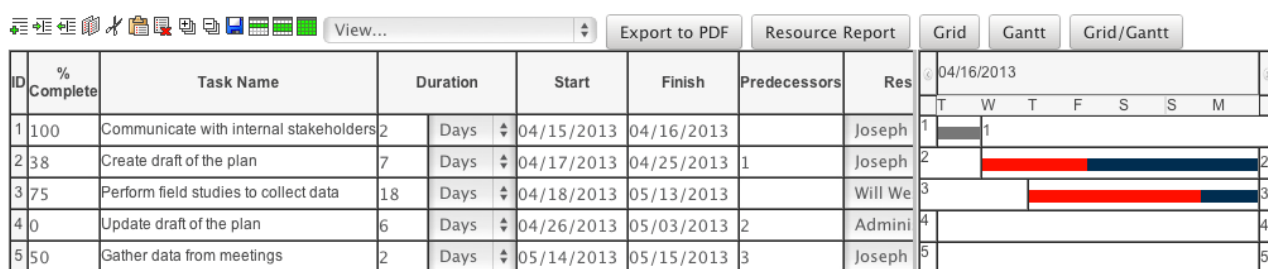 View... Export to PDF Resource Report Grid Gantt Grid/Gantt
ID % Complete Task Name Duration Start Finish Predecessors Res 04/16/2013
T W T F S S M
1 100 Communicate with internal stakeholders 2 Days 04/15/2013 04/16/2013 Joseph 1 1
2 38 Create draft of the plan 7 Days 04/17/2013 04/25/2013 1 Joseph 2 2
3 75 Perform field studies to collect data 18 Days 04/18/2013 05/13/2013 Will We 3 3
4 0 Update draft of the plan 6 Days 04/26/2013 05/03/2013 2 Admini 4 4
5 50 Gather data from meetings 2 Days 05/14/2013 05/15/2013 3 Joseph 5 5